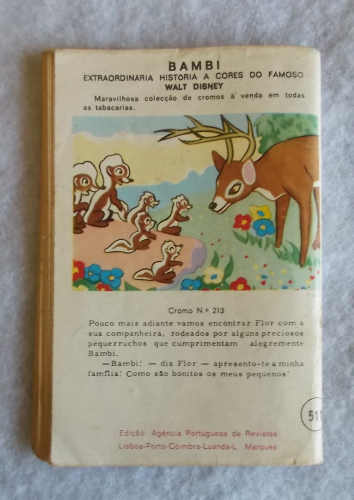 BAMBI
EXTRAORDINARIA HISTORIA A CORES DO FAMOSO
WALT DISNEY
Maravilhosa colecção de cromos à venda em todas
as tabacarias.
Cromo N.º 213
Pouco mais adiante vamos encontrar Flor com a
sua companheira, rodeados por alguns preciosos
pequerruchos que cumprimentam alegremente
Bambi.
—Bambi! — diz Flor — apresento-te a minha
família! Como são bonitos os meus pequenos!
Edição: Agência Portuguesa de Revistas
Lisboa-Porto-Coimbra-Luanda-L. Marques